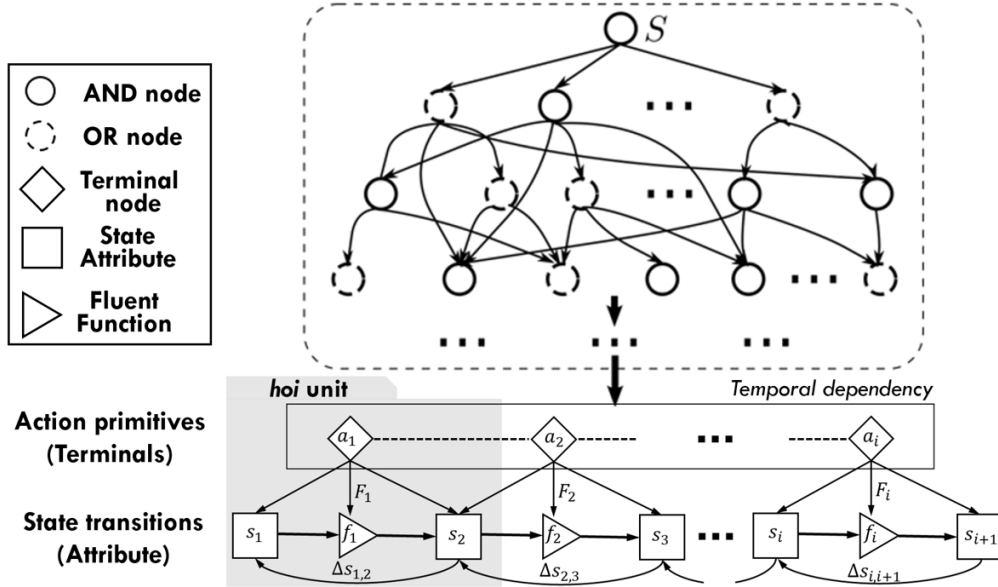 S
AND node
OR node
Terminal
node
State
Attribute
Fluent
Function
hoi unit
Temporal dependency
Action primitives
(Terminals)
a₁
a₂
aᵢ
F₁
F₂
Fᵢ
State transitions
(Attribute)
s₁
f₁
s₂
f₂
s₃
sᵢ
fᵢ
sᵢ₊₁
Δs₁,₂
Δs₂,₃
Δsᵢ,ᵢ₊₁